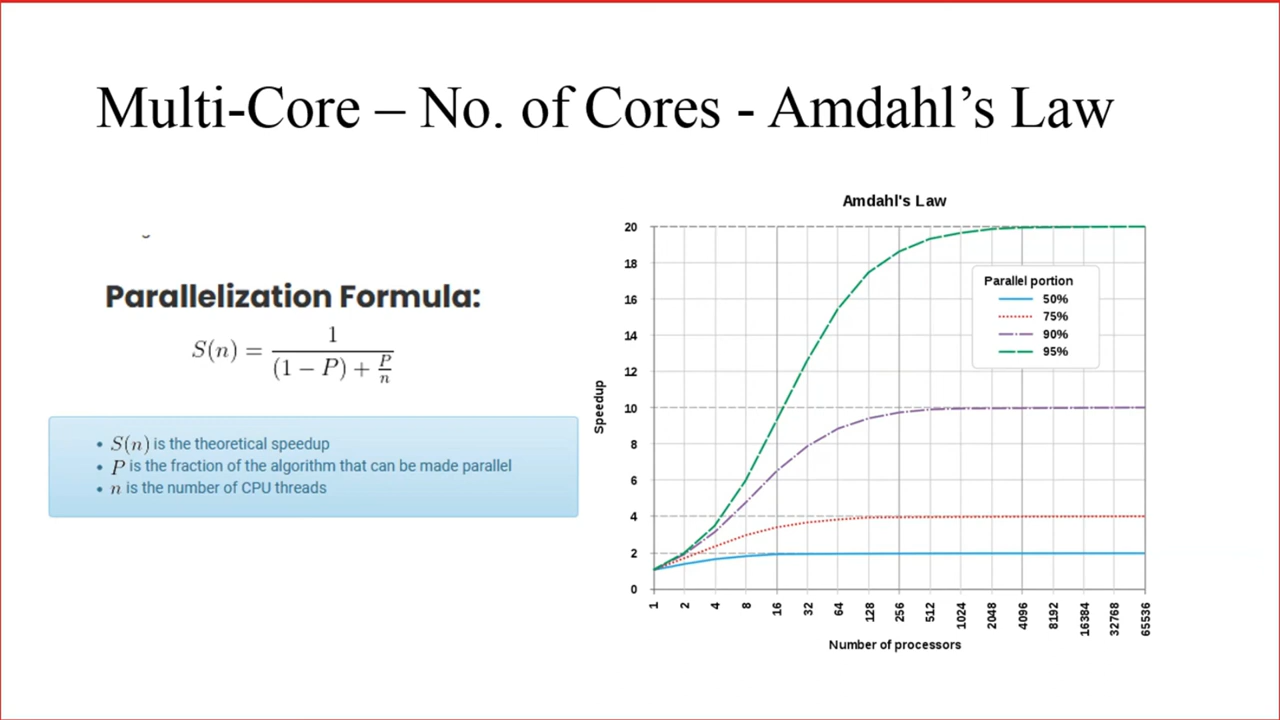 Multi-Core – No. of Cores - Amdahl’s Law
Parallelization Formula:
S(n) = 1 / ((1 − P) + P/n)
• S(n) is the theoretical speedup
• P is the fraction of the algorithm that can be made parallel
• n is the number of CPU threads
Amdahl's Law
20
18
16
14
12
10
8
6
4
2
0
Speedup
Parallel portion
50%
75%
90%
95%
1 2 4 8 16 32 64 128 256 512 1024 2048 4096 8192 16384 32768 65536
Number of processors